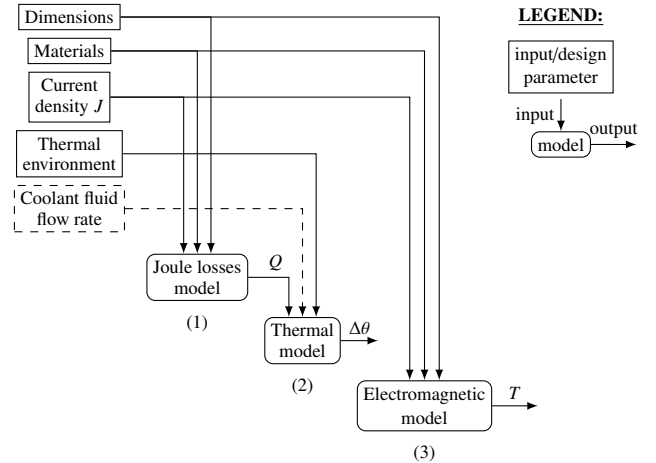 Dimensions
Materials
Current
density J
Thermal
environment
Coolant fluid
flow rate
Joule losses
model
(1)
Q
Thermal
model
(2)
Δθ
Electromagnetic
model
(3)
T
LEGEND:
input/design
parameter
input
model
output